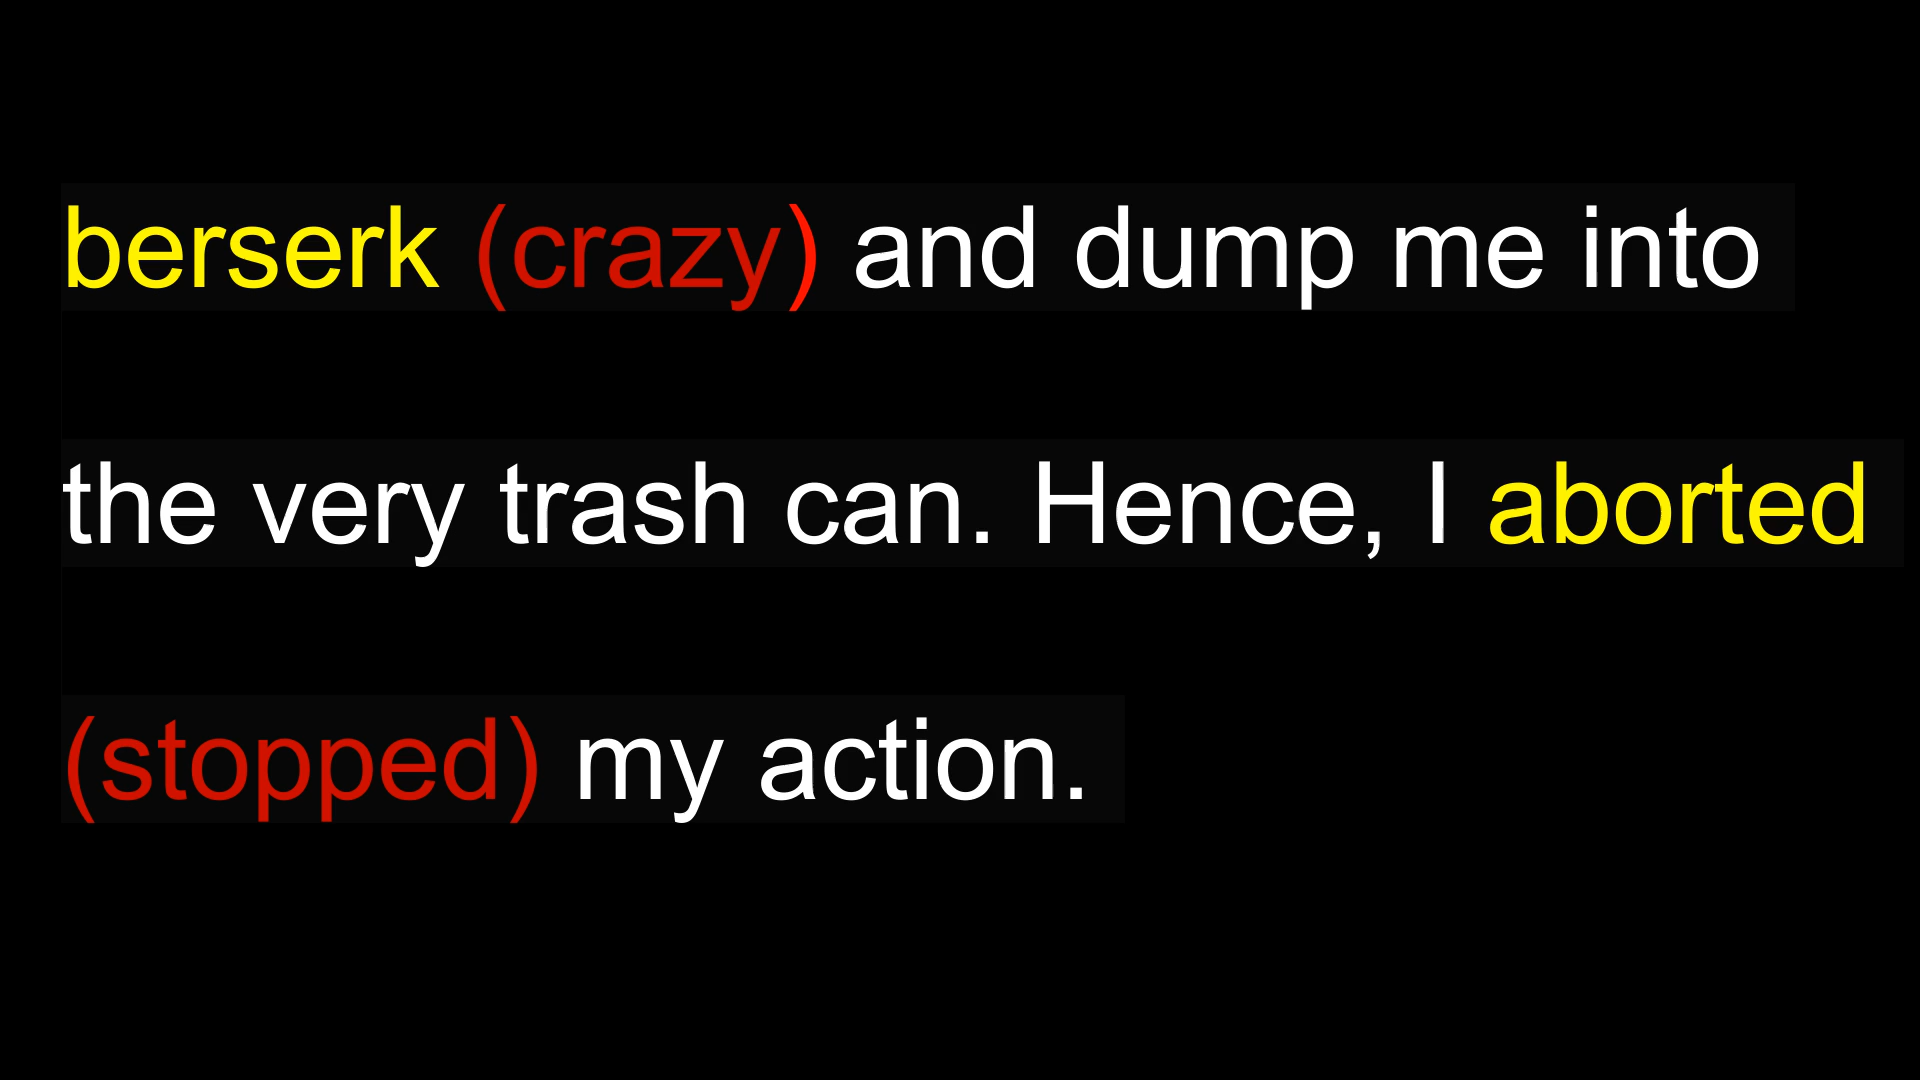 berserk (crazy) and dump me into
the very trash can. Hence, I aborted
(stopped) my action.